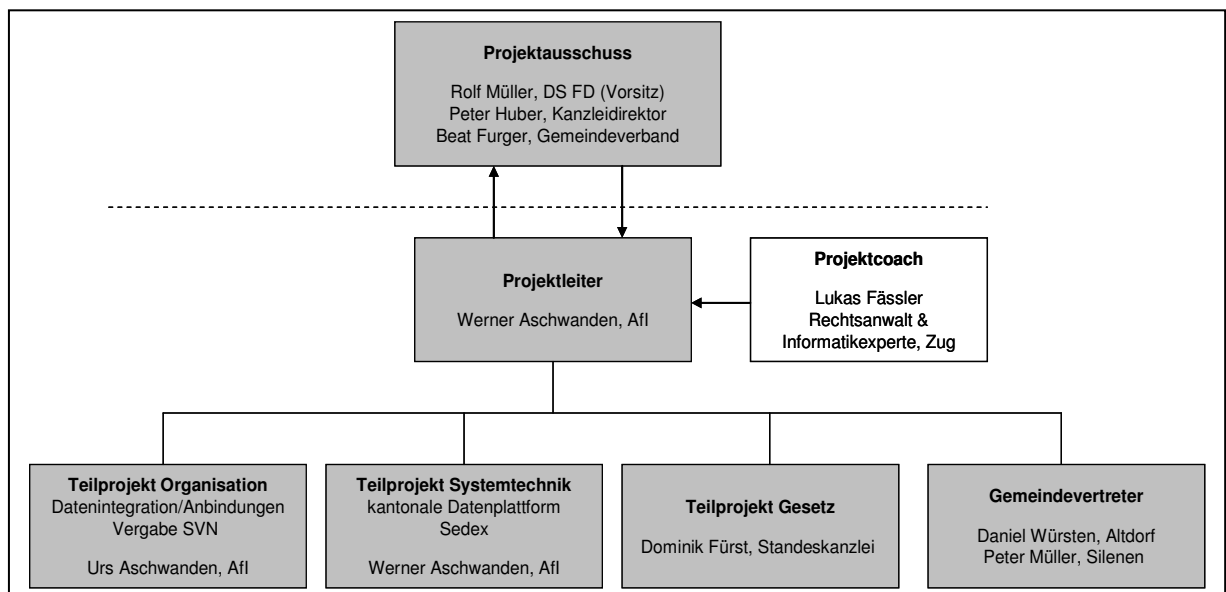 Projektausschuss
Rolf Müller, DS FD (Vorsitz)
Peter Huber, Kanzleidirektor
Beat Furger, Gemeindeverband
Projektleiter
Werner Aschwanden, AfI
Projektcoach
Lukas Fässler
Rechtsanwalt &
Informatikexperte, Zug
Teilprojekt Organisation
Datenintegration/Anbindungen
Vergabe SVN
Urs Aschwanden, AfI
Teilprojekt Systemtechnik
kantonale Datenplattform
Sedex
Werner Aschwanden, AfI
Teilprojekt Gesetz
Dominik Fürst, Standeskanzlei
Gemeindevertreter
Daniel Würsten, Altdorf
Peter Müller, Silenen